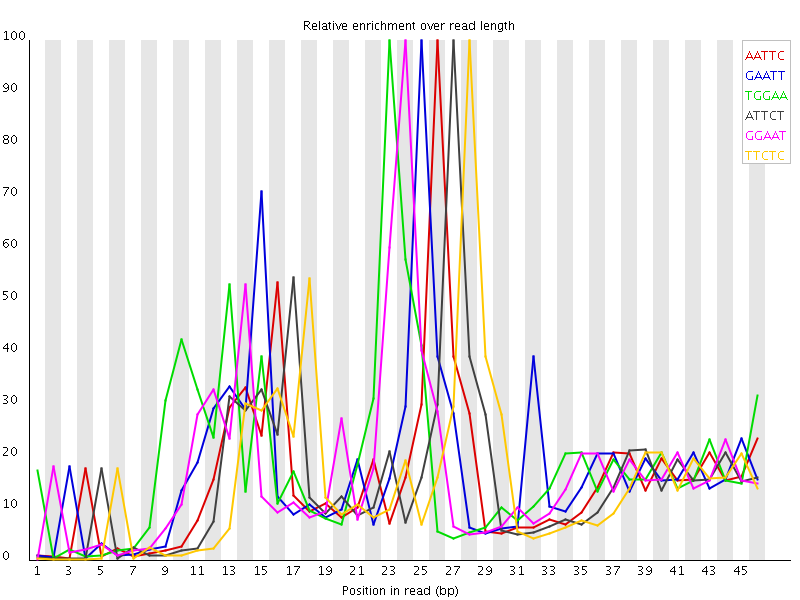 Relative enrichment over read length
100
90
80
70
60
50
40
30
20
10
0
AATTC
GAATT
TGGAA
ATTCT
GGAAT
TTCTC
1 3 5 7 9 11 13 15 17 19 21 23 25 27 29 31 33 35 37 39 41 43 45
Position in read (bp)